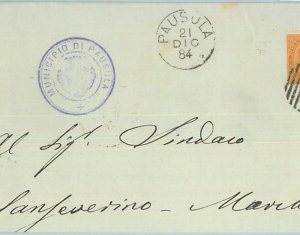 PAUSULA
21
DIC
84
MUNICIPIO DI PAUSULA
Al Sig. Sindaco
Sanseverino - Marche